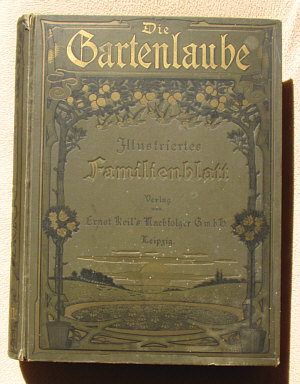 Die
Gartenlaube
Illustriertes
Familienblatt
Verlag
von
Ernst Keil's Nachfolger G.m.b.H.
Leipzig.